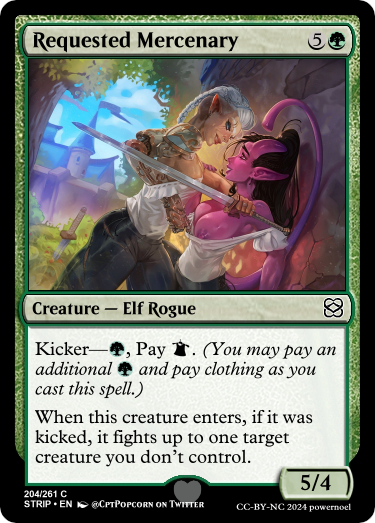 Requested Mercenary 5
Creature — Elf Rogue
Kicker—, Pay . (You may pay an
additional and pay clothing as you
cast this spell.)
When this creature enters, if it was
kicked, it fights up to one target
creature you don't control.
5/4
204/261 C
STRIP • EN @CptPopcorn on Twitter
CC-BY-NC 2024 powernoel